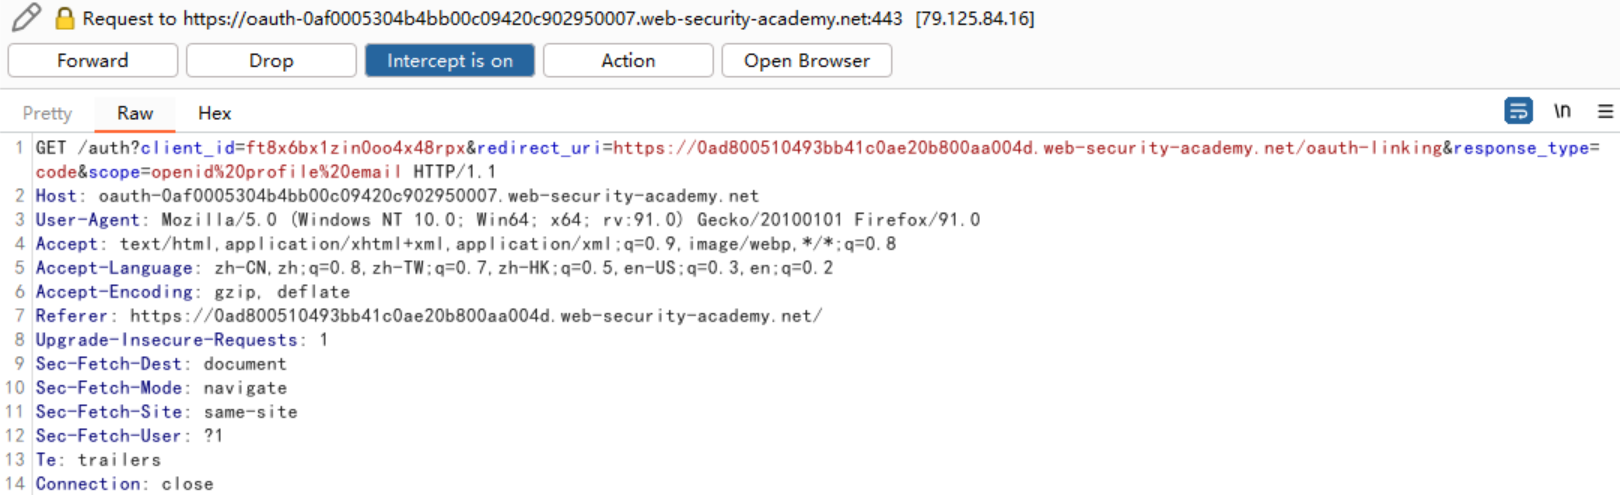 Request to https://oauth-0af0005304b4bb00c09420c902950007.web-security-academy.net:443 [79.125.84.16]
Forward Drop Intercept is on Action Open Browser
Pretty Raw Hex \n
1 GET /auth?client_id=ft8x6bx1zin0oo4x48rpx&redirect_uri=https://0ad800510493bb41c0ae20b800aa004d.web-security-academy.net/oauth-linking&response_type=
code&scope=openid%20profile%20email HTTP/1.1
2 Host: oauth-0af0005304b4bb00c09420c902950007.web-security-academy.net
3 User-Agent: Mozilla/5.0 (Windows NT 10.0; Win64; x64; rv:91.0) Gecko/20100101 Firefox/91.0
4 Accept: text/html,application/xhtml+xml,application/xml;q=0.9,image/webp,*/*;q=0.8
5 Accept-Language: zh-CN,zh;q=0.8,zh-TW;q=0.7,zh-HK;q=0.5,en-US;q=0.3,en;q=0.2
6 Accept-Encoding: gzip, deflate
7 Referer: https://0ad800510493bb41c0ae20b800aa004d.web-security-academy.net/
8 Upgrade-Insecure-Requests: 1
9 Sec-Fetch-Dest: document
10 Sec-Fetch-Mode: navigate
11 Sec-Fetch-Site: same-site
12 Sec-Fetch-User: ?1
13 Te: trailers
14 Connection: close